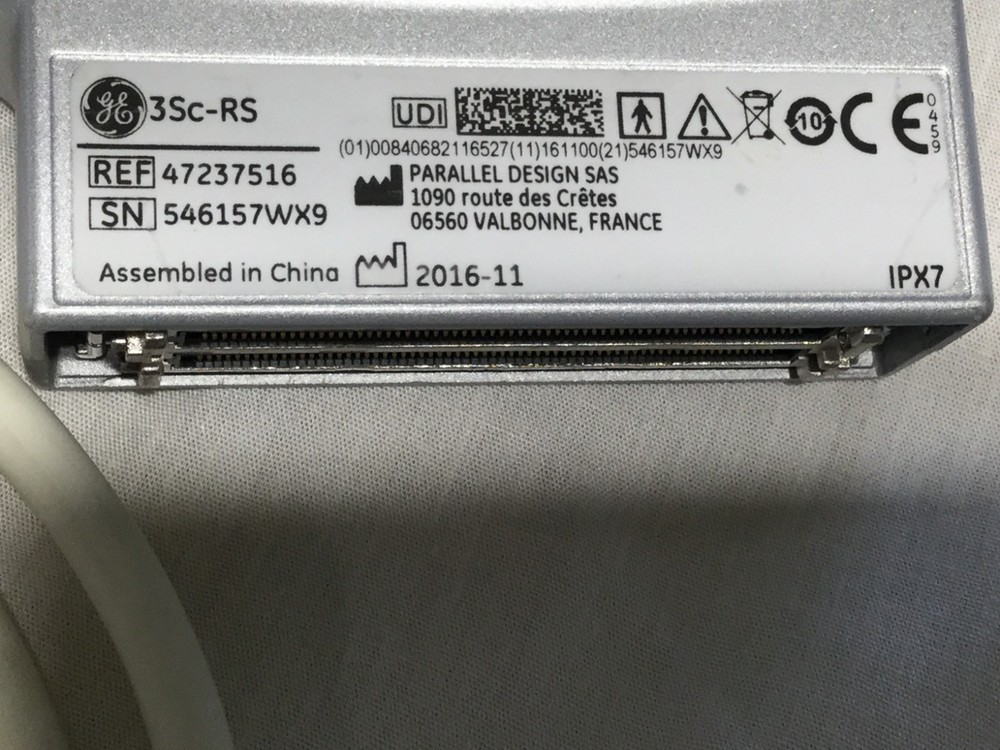 GE 3Sc-RS
UDI
10
CE 0459
(01)00840682116527(11)161100(21)546157WX9
REF 47237516
SN 546157WX9
PARALLEL DESIGN SAS
1090 route des Crêtes
06560 VALBONNE, FRANCE
Assembled in China 2016-11
IPX7